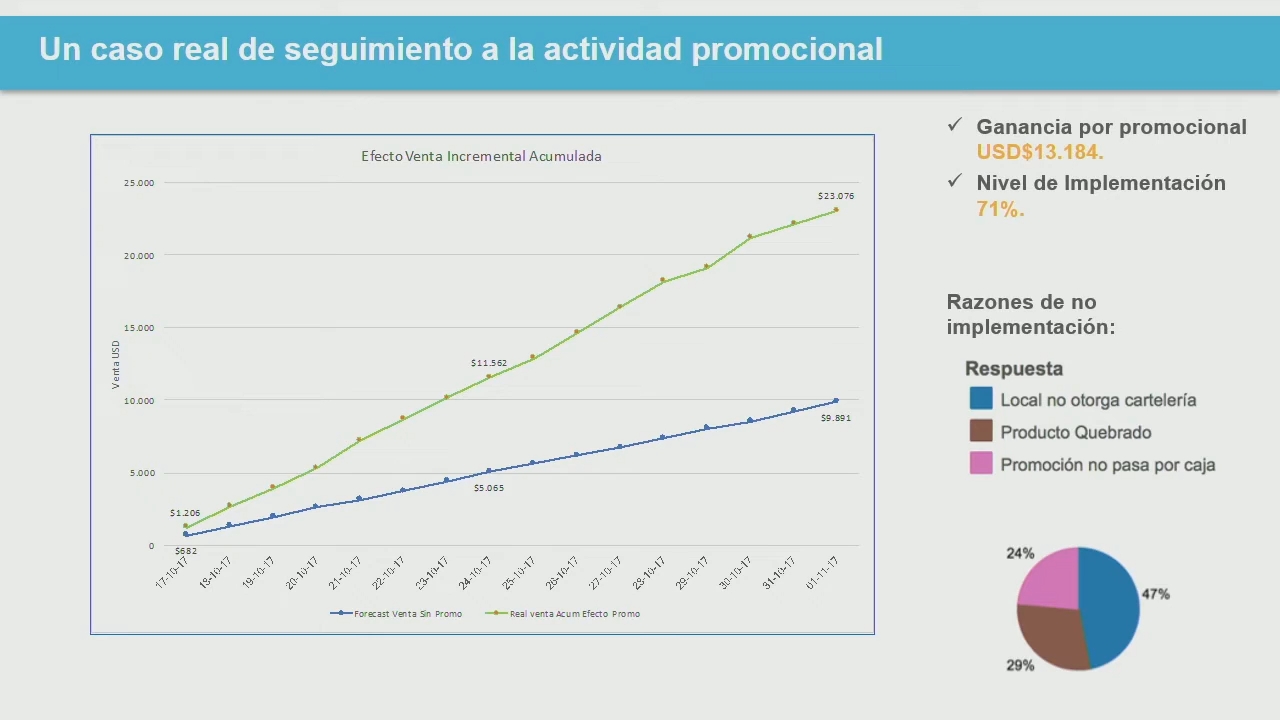 Un caso real de seguimiento a la actividad promocional
Efecto Venta Incremental Acumulada
Venta USD
25.000
20.000
15.000
10.000
5.000
0
$23.076
$11.562
$9.891
$5.065
$1.206
$682
17-10-17
18-10-17
19-10-17
20-10-17
21-10-17
22-10-17
23-10-17
24-10-17
25-10-17
26-10-17
27-10-17
28-10-17
29-10-17
30-10-17
31-10-17
01-11-17
Forecast Venta Sin Promo
Real venta Acum Efecto Promo
✓ Ganancia por promocional
USD$13.184.
✓ Nivel de Implementación
71%.
Razones de no
implementación:
Respuesta
Local no otorga cartelería
Producto Quebrado
Promoción no pasa por caja
24%
47%
29%